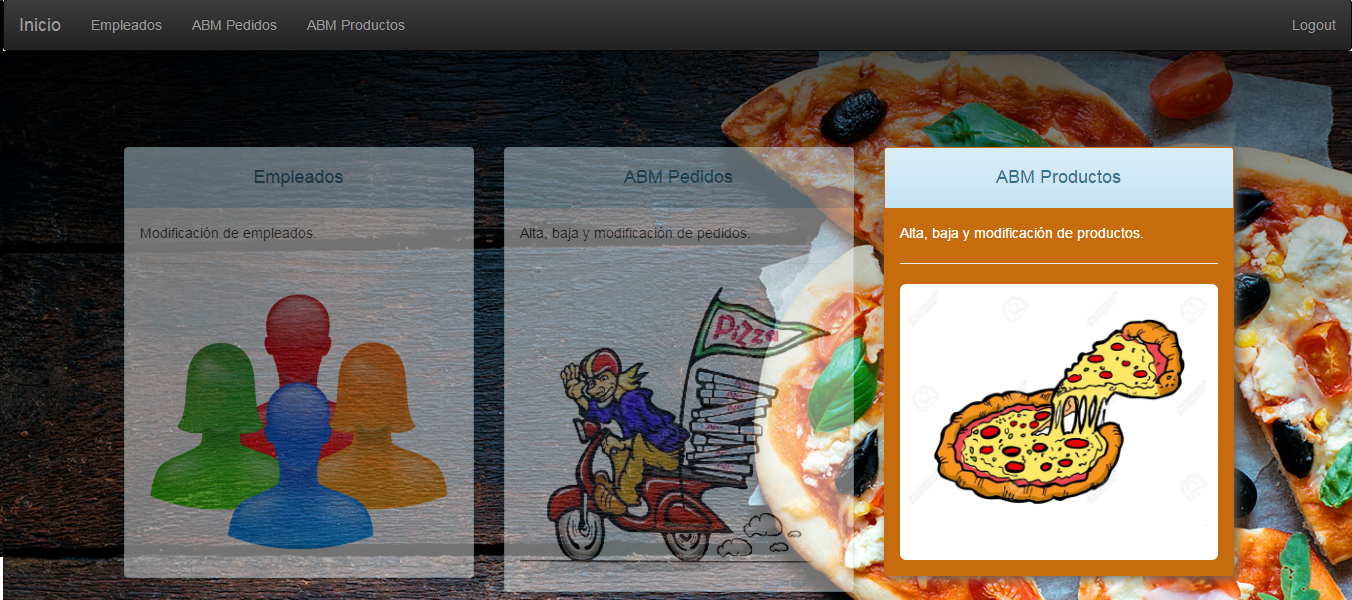 Inicio Empleados ABM Pedidos ABM Productos Logout
Empleados
Modificación de empleados.
ABM Pedidos
Alta, baja y modificación de pedidos.
PiZZa
ABM Productos
Alta, baja y modificación de productos.